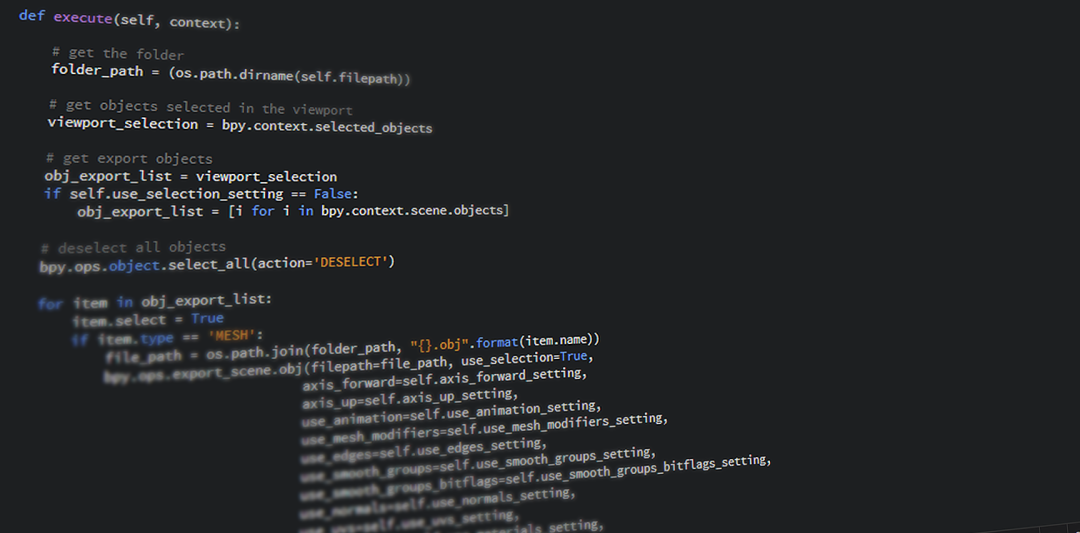 def execute(self, context):
# get the folder
folder_path = (os.path.dirname(self.filepath))
# get objects selected in the viewport
viewport_selection = bpy.context.selected_objects
# get export objects
obj_export_list = viewport_selection
if self.use_selection_setting == False:
obj_export_list = [i for i in bpy.context.scene.objects]
# deselect all objects
bpy.ops.object.select_all(action='DESELECT')
for item in obj_export_list:
item.select = True
if item.type == 'MESH':
file_path = os.path.join(folder_path, "{}.obj".format(item.name))
bpy.ops.export_scene.obj(filepath=file_path, use_selection=True,
axis_forward=self.axis_forward_setting,
axis_up=self.axis_up_setting,
use_animation=self.use_animation_setting,
use_mesh_modifiers=self.use_mesh_modifiers_setting,
use_edges=self.use_edges_setting,
use_smooth_groups=self.use_smooth_groups_setting,
use_smooth_groups_bitflags=self.use_smooth_groups_bitflags_setting,
use_normals=self.use_normals_setting,
use_uvs=self.use_uvs_setting,